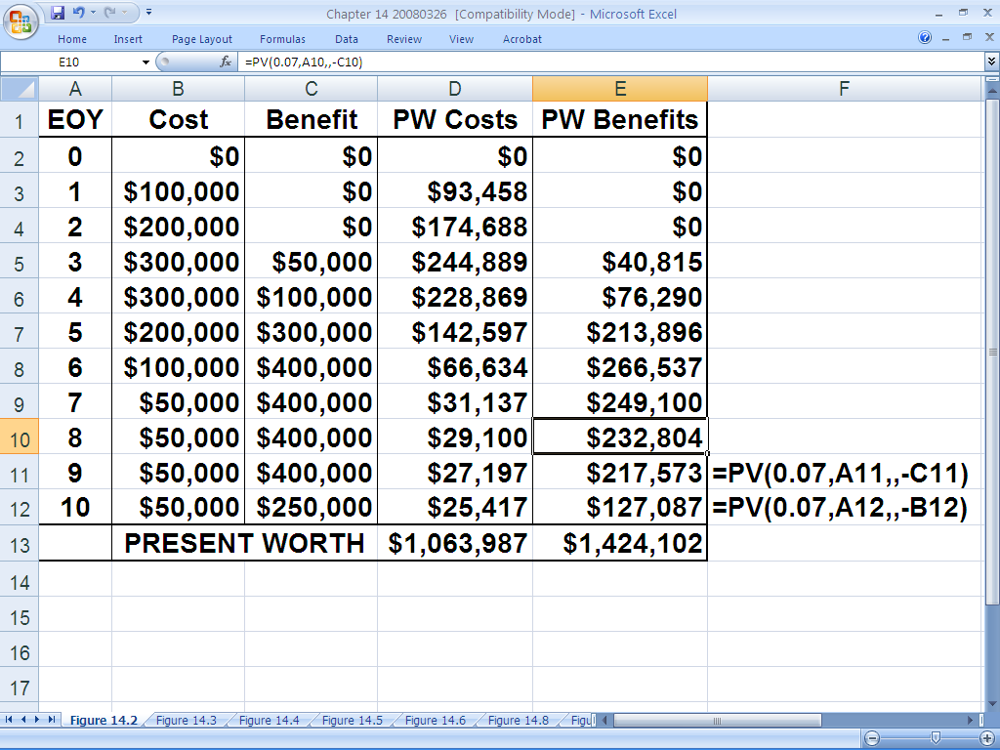 Chapter 14 20080326 [Compatibility Mode] - Microsoft Excel
Home Insert Page Layout Formulas Data Review View Acrobat
E10 fx =PV(0.07,A10,,-C10)
A B C D E F
1 EOY Cost Benefit PW Costs PW Benefits
2 0 $0 $0 $0 $0
3 1 $100,000 $0 $93,458 $0
4 2 $200,000 $0 $174,688 $0
5 3 $300,000 $50,000 $244,889 $40,815
6 4 $300,000 $100,000 $228,869 $76,290
7 5 $200,000 $300,000 $142,597 $213,896
8 6 $100,000 $400,000 $66,634 $266,537
9 7 $50,000 $400,000 $31,137 $249,100
10 8 $50,000 $400,000 $29,100 $232,804
11 9 $50,000 $400,000 $27,197 $217,573 =PV(0.07,A11,,-C11)
12 10 $50,000 $250,000 $25,417 $127,087 =PV(0.07,A12,,-B12)
13 PRESENT WORTH $1,063,987 $1,424,102
14
15
16
17
Figure 14.2 Figure 14.3 Figure 14.4 Figure 14.5 Figure 14.6 Figure 14.8 Figu